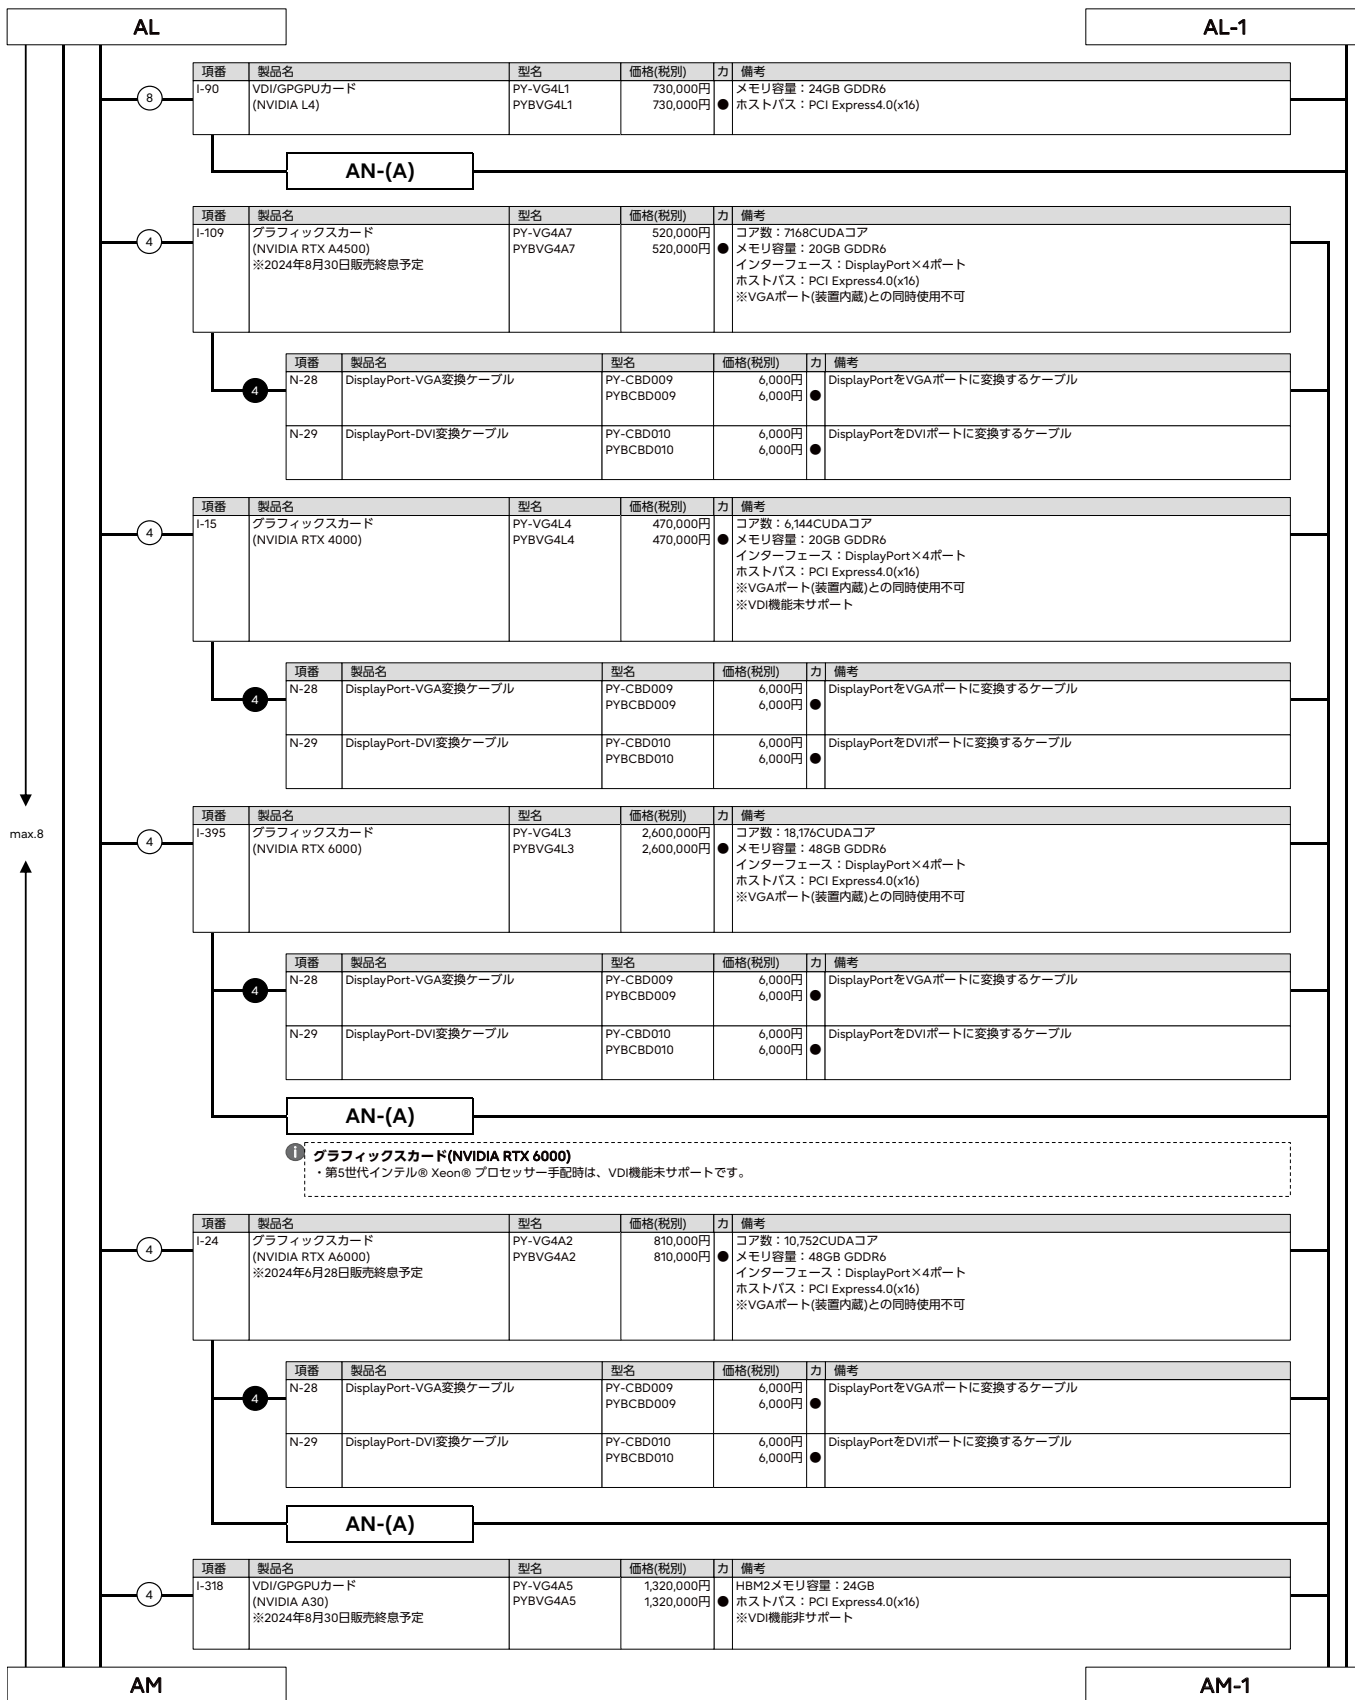 AL
AL-1
項番 製品名 型名 価格(税別) カ 備考
8
I-90 VDI/GPGPUカード PY-VG4L1 730,000円 メモリ容量：24GB GDDR6
(NVIDIA L4) PYBVG4L1 730,000円 ● ホストバス：PCI Express4.0(x16)
AN-(A)
項番 製品名 型名 価格(税別) カ 備考
4
I-109 グラフィックスカード PY-VG4A7 520,000円 コア数：7168CUDAコア
(NVIDIA RTX A4500) PYBVG4A7 520,000円 ● メモリ容量：20GB GDDR6
※2024年8月30日販売終息予定 インターフェース：DisplayPort×4ポート
ホストバス：PCI Express4.0(x16)
※VGAポート(装置内蔵)との同時使用不可
項番 製品名 型名 価格(税別) カ 備考
4
N-28 DisplayPort-VGA変換ケーブル PY-CBD009 6,000円 DisplayPortをVGAポートに変換するケーブル
PYBCBD009 6,000円 ●
N-29 DisplayPort-DVI変換ケーブル PY-CBD010 6,000円 DisplayPortをDVIポートに変換するケーブル
PYBCBD010 6,000円 ●
項番 製品名 型名 価格(税別) カ 備考
4
I-15 グラフィックスカード PY-VG4L4 470,000円 コア数：6,144CUDAコア
(NVIDIA RTX 4000) PYBVG4L4 470,000円 ● メモリ容量：20GB GDDR6
インターフェース：DisplayPort×4ポート
ホストバス：PCI Express4.0(x16)
※VGAポート(装置内蔵)との同時使用不可
※VDI機能未サポート
項番 製品名 型名 価格(税別) カ 備考
4
N-28 DisplayPort-VGA変換ケーブル PY-CBD009 6,000円 DisplayPortをVGAポートに変換するケーブル
PYBCBD009 6,000円 ●
N-29 DisplayPort-DVI変換ケーブル PY-CBD010 6,000円 DisplayPortをDVIポートに変換するケーブル
PYBCBD010 6,000円 ●
max.8
項番 製品名 型名 価格(税別) カ 備考
4
I-395 グラフィックスカード PY-VG4L3 2,600,000円 コア数：18,176CUDAコア
(NVIDIA RTX 6000) PYBVG4L3 2,600,000円 ● メモリ容量：48GB GDDR6
インターフェース：DisplayPort×4ポート
ホストバス：PCI Express4.0(x16)
※VGAポート(装置内蔵)との同時使用不可
項番 製品名 型名 価格(税別) カ 備考
4
N-28 DisplayPort-VGA変換ケーブル PY-CBD009 6,000円 DisplayPortをVGAポートに変換するケーブル
PYBCBD009 6,000円 ●
N-29 DisplayPort-DVI変換ケーブル PY-CBD010 6,000円 DisplayPortをDVIポートに変換するケーブル
PYBCBD010 6,000円 ●
AN-(A)
i グラフィックスカード(NVIDIA RTX 6000)
・第5世代インテル® Xeon® プロセッサー手配時は、VDI機能未サポートです。
項番 製品名 型名 価格(税別) カ 備考
4
I-24 グラフィックスカード PY-VG4A2 810,000円 コア数：10,752CUDAコア
(NVIDIA RTX A6000) PYBVG4A2 810,000円 ● メモリ容量：48GB GDDR6
※2024年6月28日販売終息予定 インターフェース：DisplayPort×4ポート
ホストバス：PCI Express4.0(x16)
※VGAポート(装置内蔵)との同時使用不可
項番 製品名 型名 価格(税別) カ 備考
4
N-28 DisplayPort-VGA変換ケーブル PY-CBD009 6,000円 DisplayPortをVGAポートに変換するケーブル
PYBCBD009 6,000円 ●
N-29 DisplayPort-DVI変換ケーブル PY-CBD010 6,000円 DisplayPortをDVIポートに変換するケーブル
PYBCBD010 6,000円 ●
AN-(A)
項番 製品名 型名 価格(税別) カ 備考
4
I-318 VDI/GPGPUカード PY-VG4A5 1,320,000円 HBM2メモリ容量：24GB
(NVIDIA A30) PYBVG4A5 1,320,000円 ● ホストバス：PCI Express4.0(x16)
※2024年8月30日販売終息予定 ※VDI機能非サポート
AM
AM-1